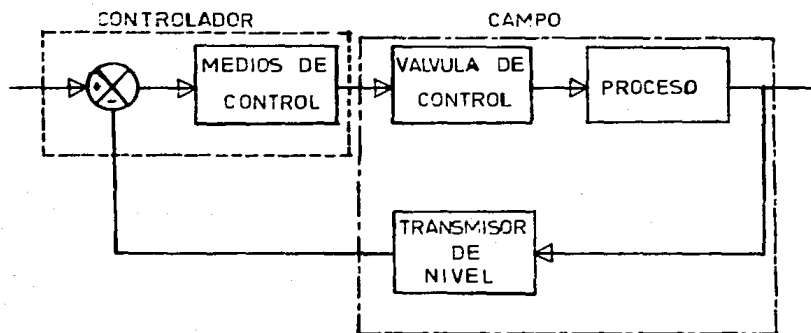 CONTROLADOR
CAMPO
MEDIOS DE
CONTROL
VALVULA DE
CONTROL
PROCESO
+
-
TRANSMISOR
DE
NIVEL